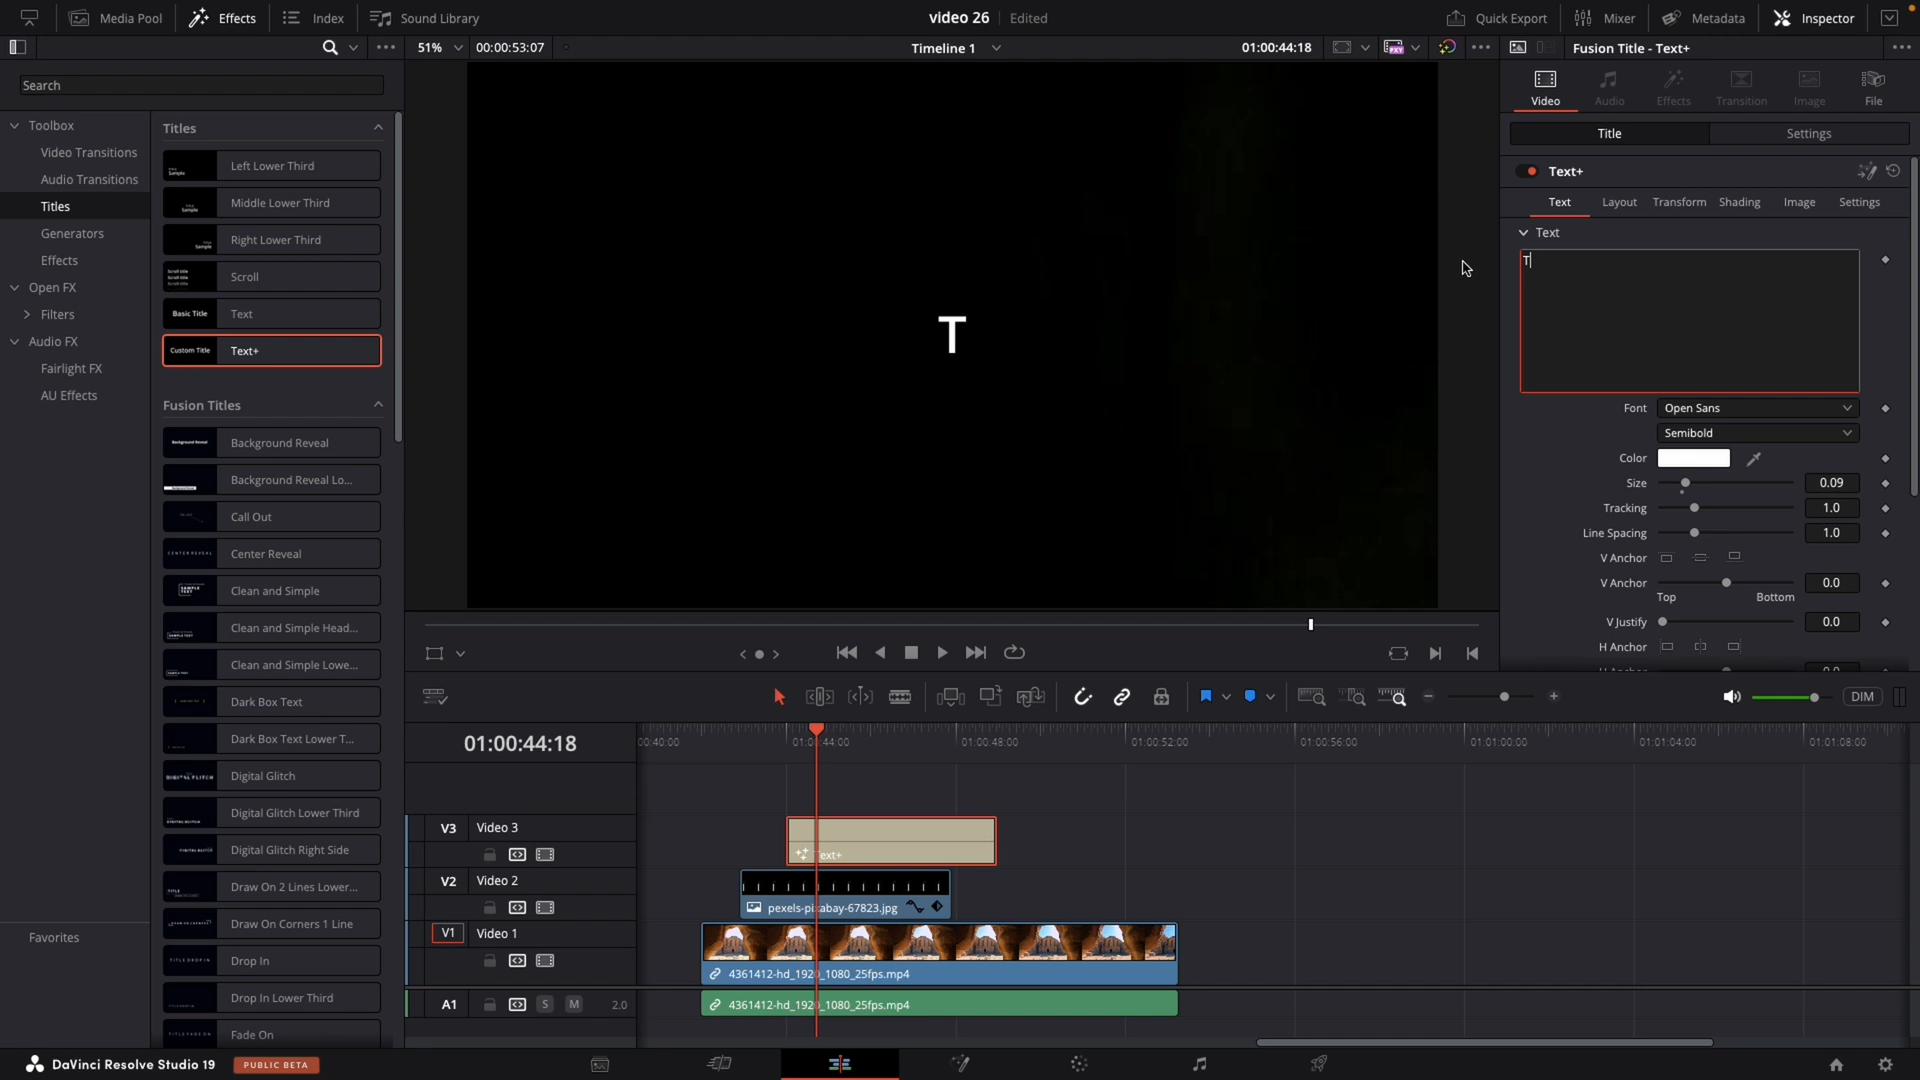 Media Pool
Effects
Index
Sound Library
video 26
Edited
Quick Export
Mixer
Metadata
Inspector
51%
00:00:53:07
Timeline 1
01:00:44:18
Fusion Title - Text+
Search
Video
Audio
Effects
Transition
Image
File
Title
Settings
Text+
Text
Layout
Transform
Shading
Image
Settings
Text
T
Font
Open Sans
Semibold
Color
Size
0.09
Tracking
1.0
Line Spacing
1.0
V Anchor
V Anchor
0.0
Top
Bottom
V Justify
0.0
H Anchor
Toolbox
Video Transitions
Audio Transitions
Titles
Generators
Effects
Open FX
Filters
Audio FX
Fairlight FX
AU Effects
Favorites
Titles
Left Lower Third
Middle Lower Third
Right Lower Third
Scroll
Basic Title
Text
Custom Title
Text+
Fusion Titles
Background Reveal
Background Reveal Lo...
Call Out
Center Reveal
Clean and Simple
Clean and Simple Head...
Clean and Simple Lowe...
Dark Box Text
Dark Box Text Lower T...
Digital Glitch
Digital Glitch Lower Third
Digital Glitch Right Side
Draw On 2 Lines Lower...
Draw On Corners 1 Line
Drop In
Drop In Lower Third
Fade On
T
DIM
01:00:44:18
00:40:00
01:00:44:00
01:00:48:00
01:00:52:00
01:00:56:00
01:01:00:00
01:01:04:00
01:01:08:00
V3
Video 3
Text+
V2
Video 2
pexels-pixabay-67823.jpg
V1
Video 1
4361412-hd_1920_1080_25fps.mp4
A1
S
M
2.0
4361412-hd_1920_1080_25fps.mp4
DaVinci Resolve Studio 19
PUBLIC BETA